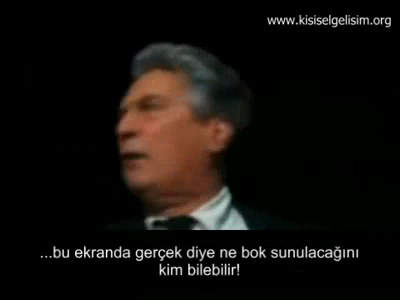 www.kisiselgelisim.org
...bu ekranda gerçek diye ne bok sunulacağını
kim bilebilir!